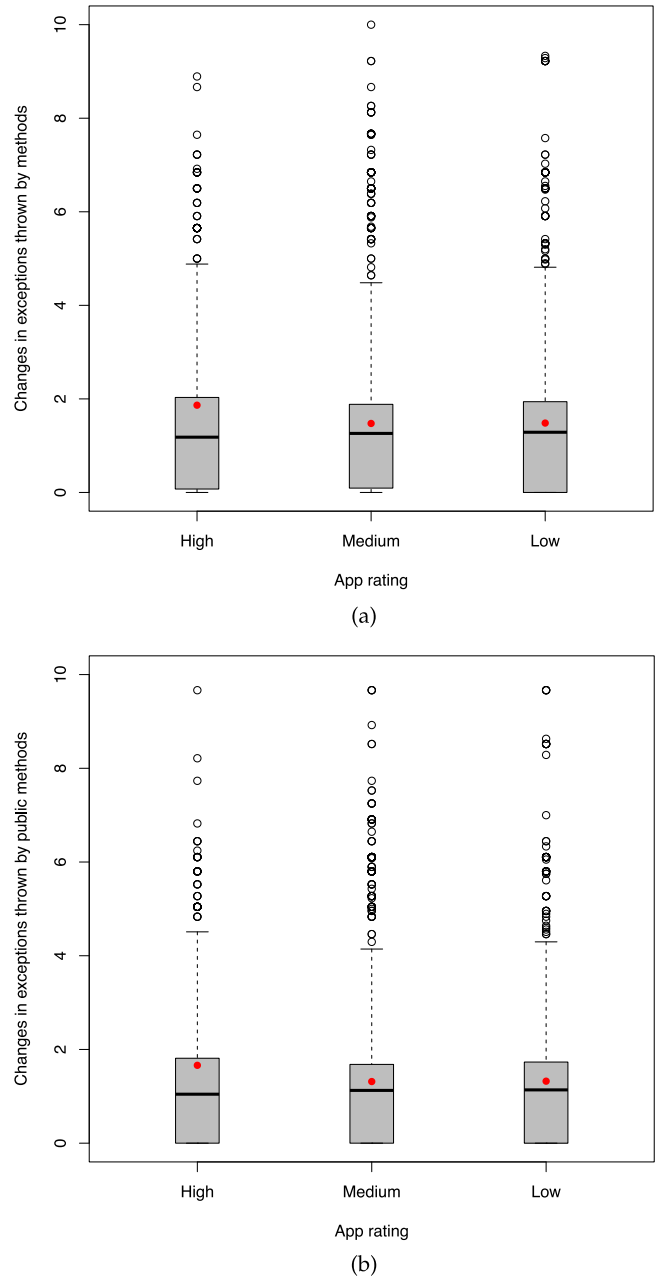 10
8
6
4
2
0
Changes in exceptions thrown by methods
High Medium Low
App rating
(a)
10
8
6
4
2
0
Changes in exceptions thrown by public methods
High Medium Low
App rating
(b)